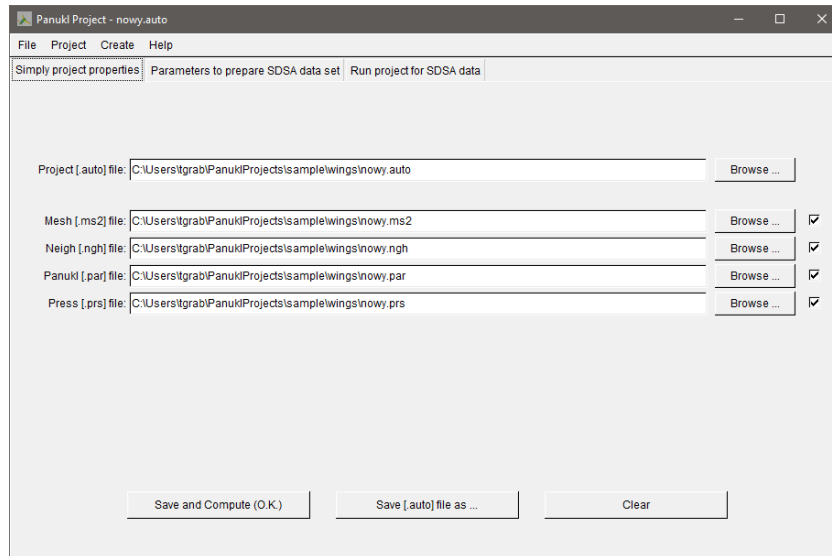 Panukl Project - nowy.auto
File Project Create Help
Simply project properties Parameters to prepare SDSA data set Run project for SDSA data
Project [.auto] file: C:\Users\tgrab\PanuklProjects\sample\wings\nowy.auto Browse ...
Mesh [.ms2] file: C:\Users\tgrab\PanuklProjects\sample\wings\nowy.ms2 Browse ...
Neigh [.ngh] file: C:\Users\tgrab\PanuklProjects\sample\wings\nowy.ngh Browse ...
Panukl [.par] file: C:\Users\tgrab\PanuklProjects\sample\wings\nowy.par Browse ...
Press [.prs] file: C:\Users\tgrab\PanuklProjects\sample\wings\nowy.prs Browse ...
Save and Compute (O.K.) Save [.auto] file as ... Clear